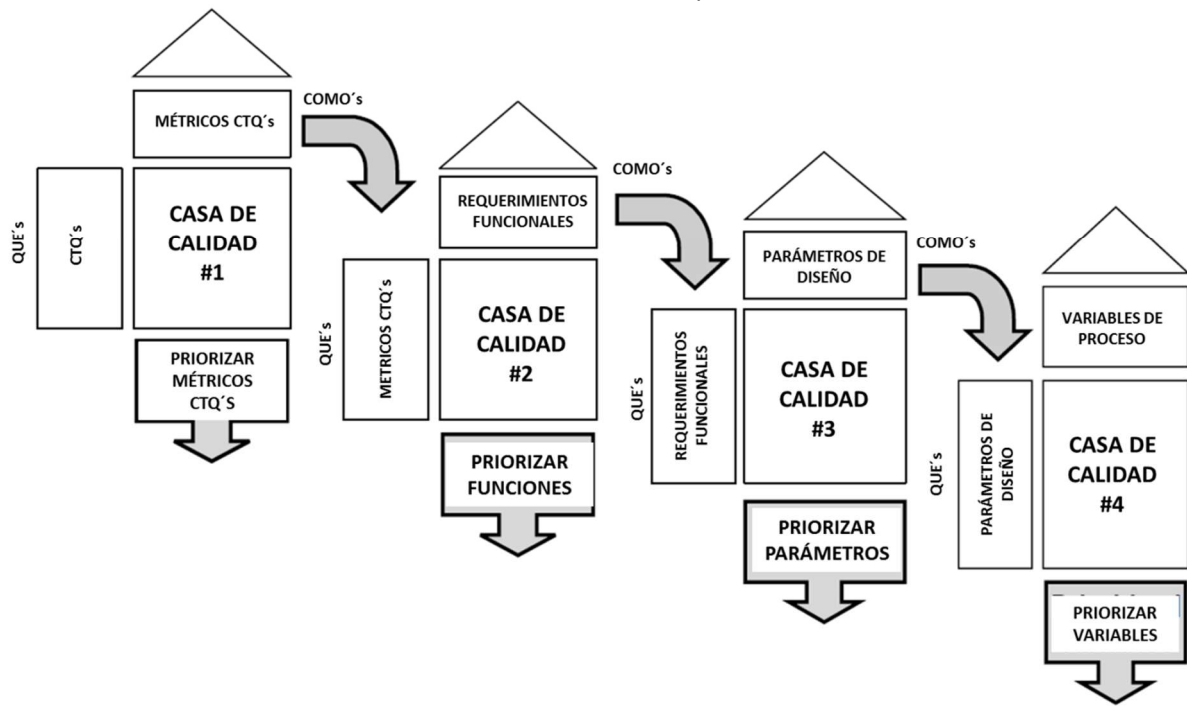 MÉTRICOS CTQ's
COMO´s
QUE´s
CTQ's
CASA DE
CALIDAD
#1
PRIORIZAR
MÉTRICOS
CTQ´S
REQUERIMIENTOS
FUNCIONALES
COMO´s
QUE´s
METRICOS CTQ's
CASA DE
CALIDAD
#2
PRIORIZAR
FUNCIONES
PARÁMETROS DE
DISEÑO
COMO´s
QUE´s
REQUERIMIENTOS
FUNCIONALES
CASA DE
CALIDAD
#3
PRIORIZAR
PARÁMETROS
VARIABLES DE
PROCESO
QUE´s
PARÁMETROS DE
DISEÑO
CASA DE
CALIDAD
#4
PRIORIZAR
VARIABLES